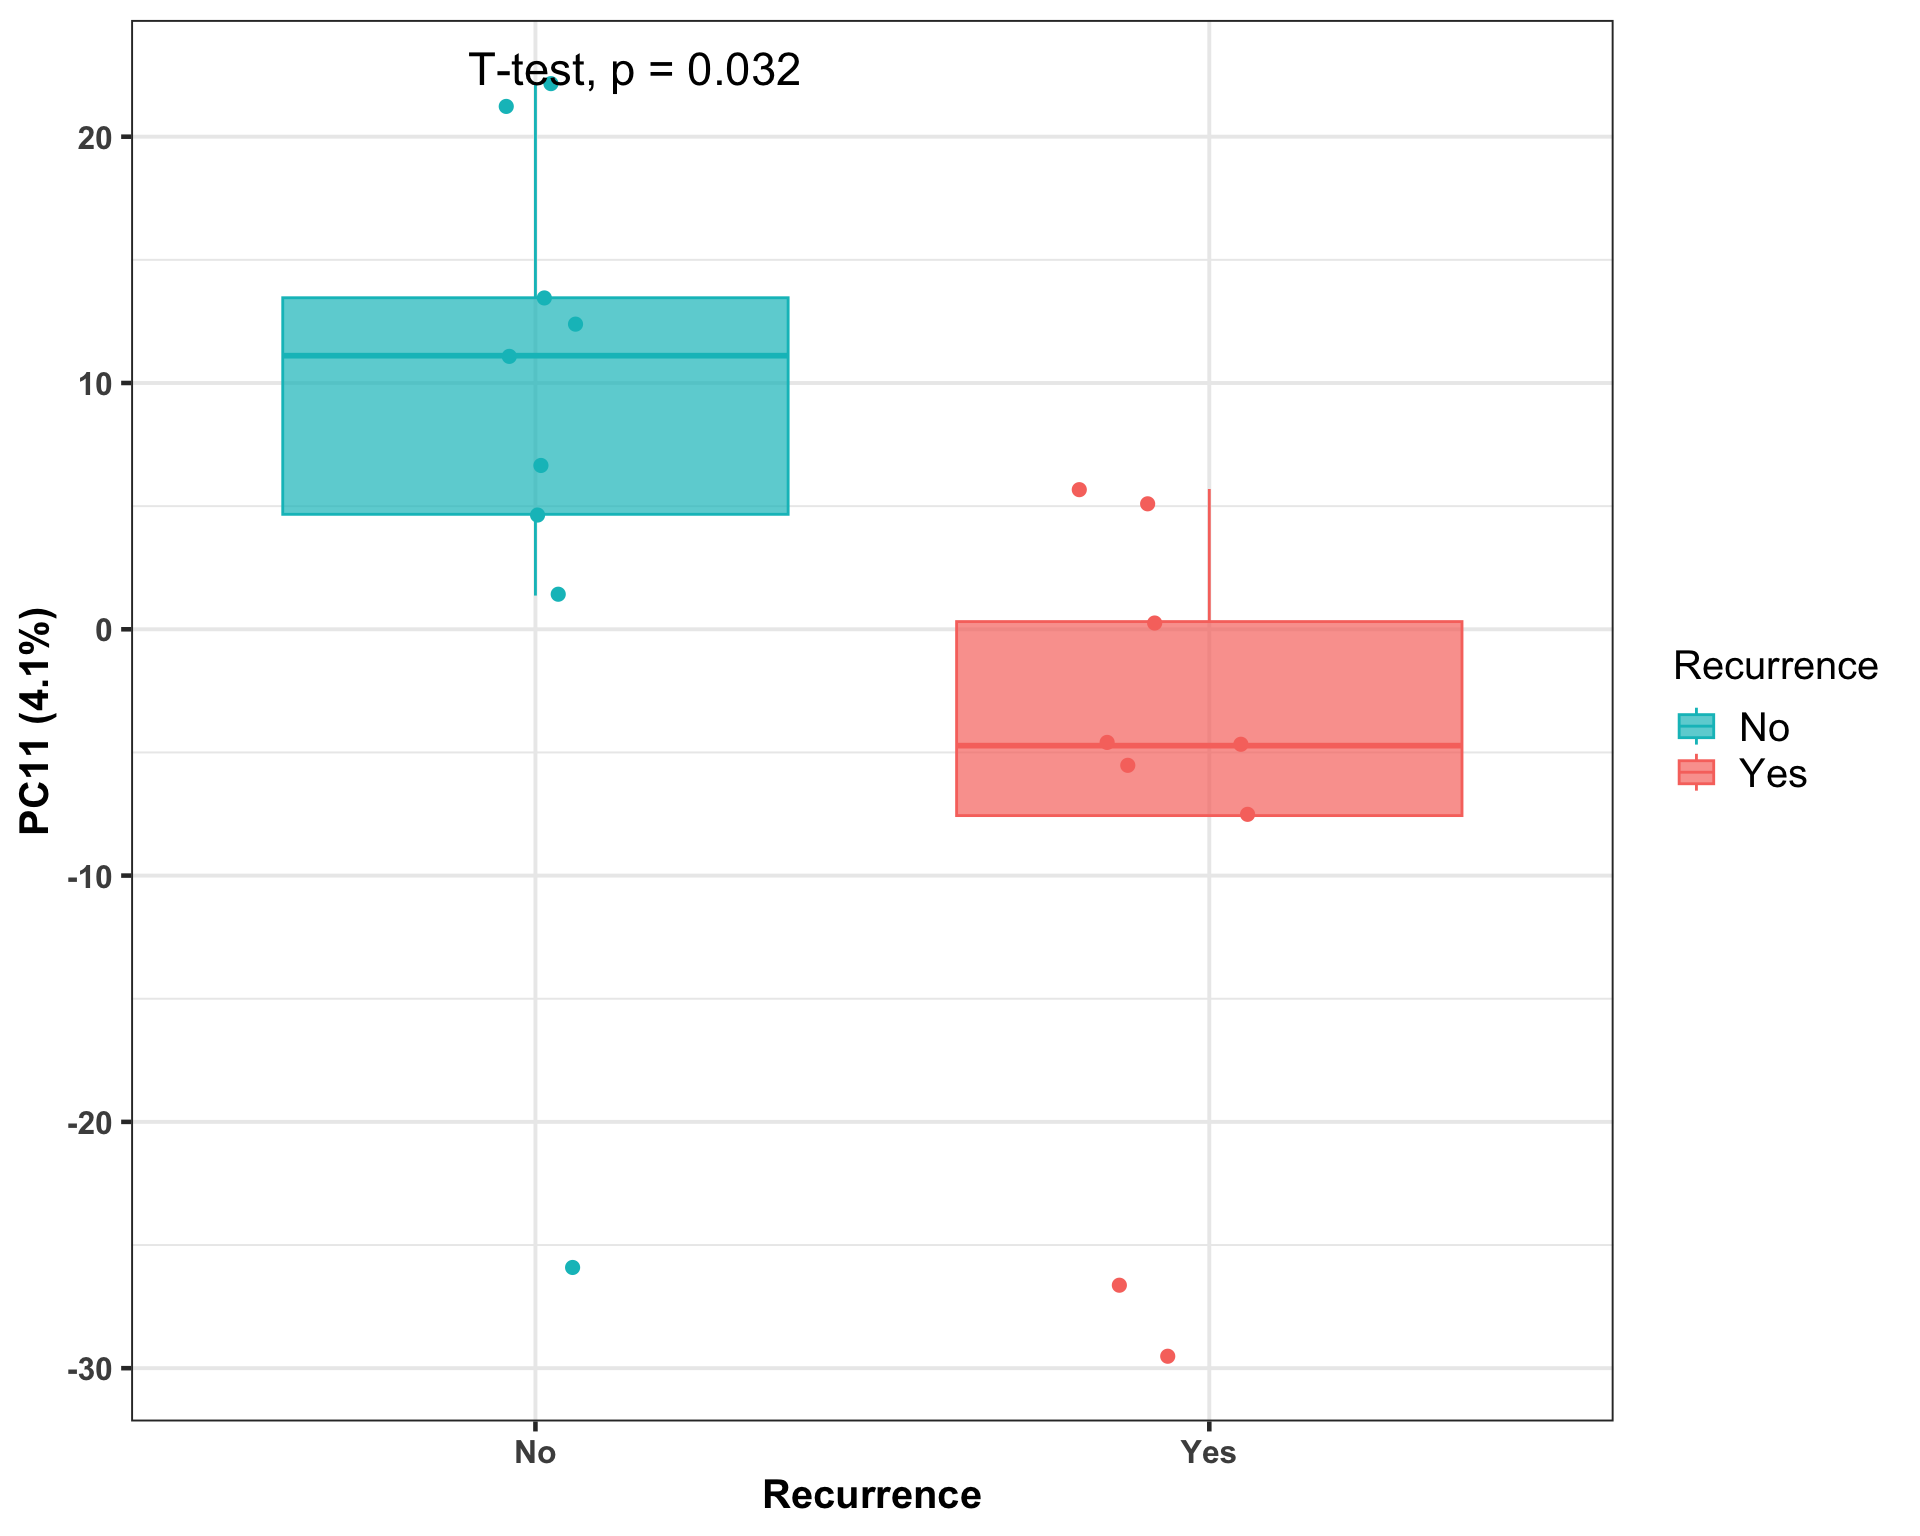 T-test, p = 0.032
20
10
0
-10
-20
-30
PC11 (4.1%)
No
Yes
Recurrence
Recurrence
No
Yes